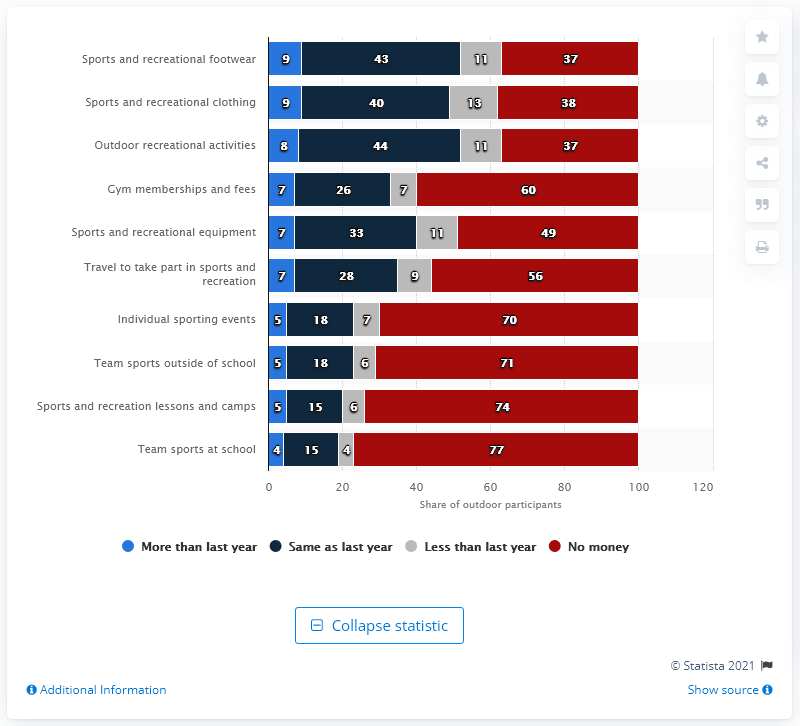 Sports and recreational footwear 9 43 11 37
Sports and recreational clothing 9 40 13 38
Outdoor recreational activities 8 44 11 37
Gym memberships and fees 7 26 7 60
Sports and recreational equipment 7 33 11 49
Travel to take part in sports and
recreation 7 28 9 56
Individual sporting events 5 18 7 70
Team sports outside of school 5 18 6 71
Sports and recreation lessons and camps 5 15 6 74
Team sports at school 4 15 4 77
0 20 40 60 80 100 120
Share of outdoor participants
More than last year Same as last year Less than last year No money
Collapse statistic
© Statista 2021
Additional Information Show source